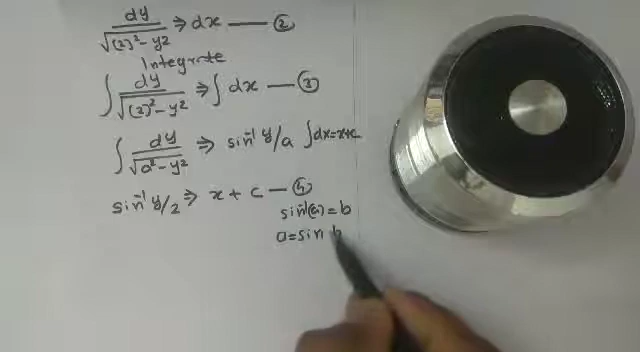 dy/√((2)²-y²) ⇒ dx — ②
Integrate
∫ dy/√((2)²-y²) ⇒ ∫ dx — ③
∫ dy/√(a²-y²) ⇒ sin⁻¹ y/a ∫dx=x+c
sin⁻¹ y/2 ⇒ x + c — ④
sin⁻¹(a)=b
a=sin b